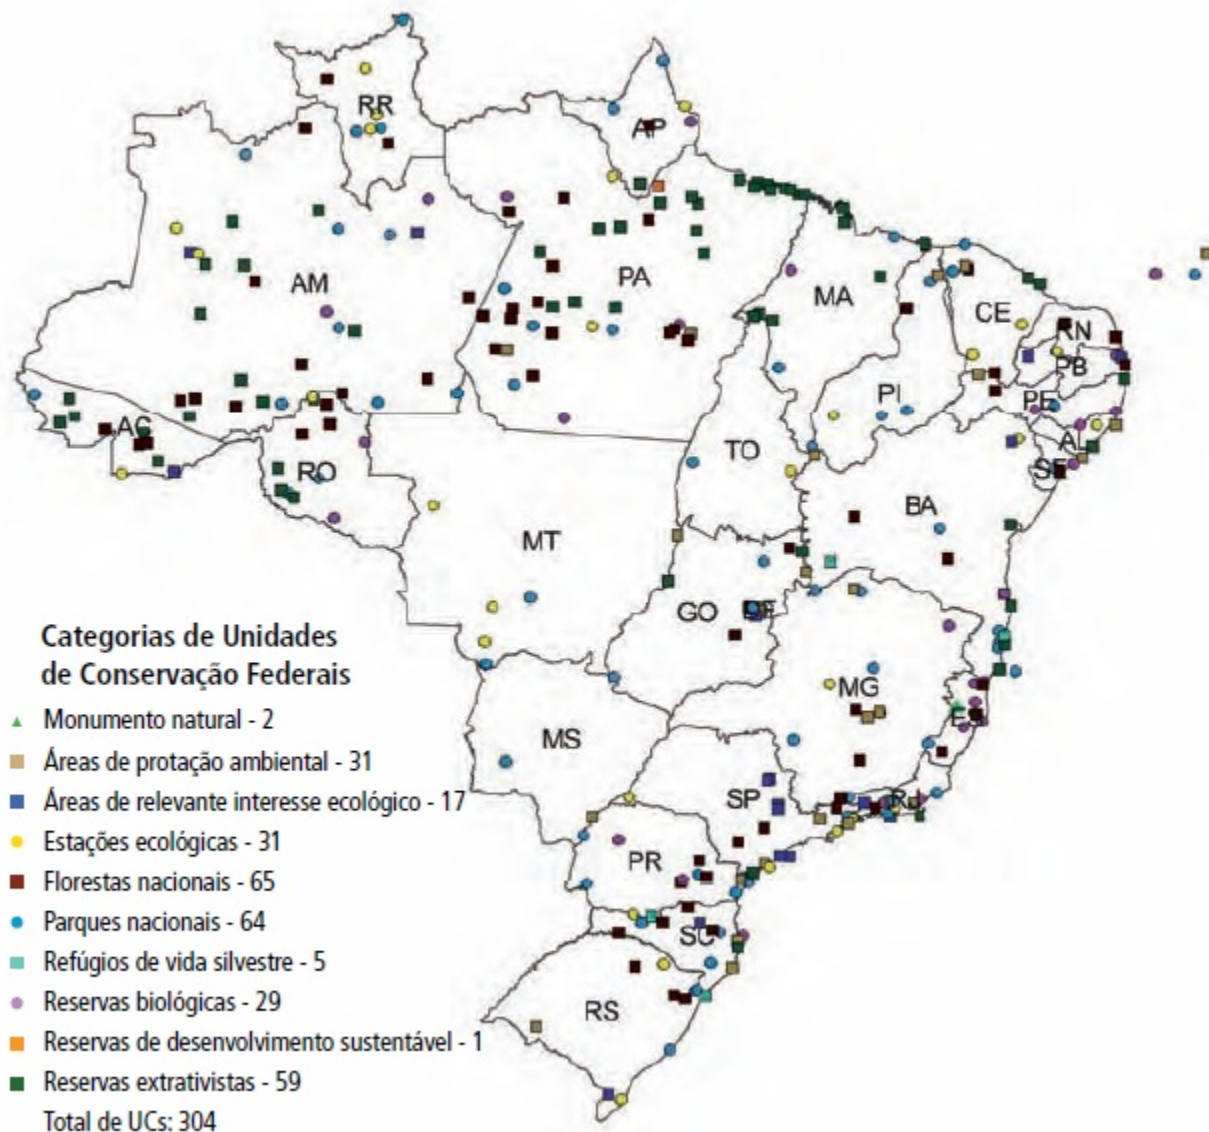 RR
AP
AM
PA
MA
CE
RN
PB
PE
AL
SE
PI
AC
RO
TO
BA
MT
GO
DF
MG
ES
MS
SP
RJ
PR
SC
RS
Categorias de Unidades
de Conservação Federais
Monumento natural - 2
Áreas de protação ambiental - 31
Áreas de relevante interesse ecológico - 17
Estações ecológicas - 31
Florestas nacionais - 65
Parques nacionais - 64
Refúgios de vida silvestre - 5
Reservas biológicas - 29
Reservas de desenvolvimento sustentável - 1
Reservas extrativistas - 59
Total de UCs: 304